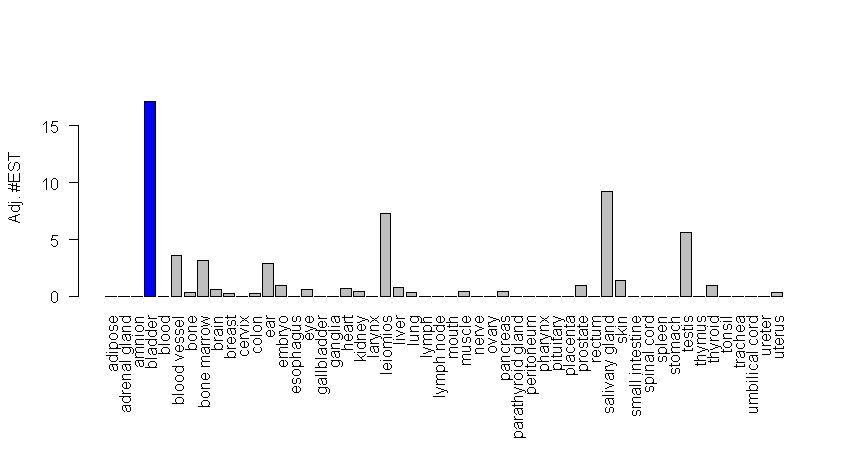 Adj. #EST
15
10
5
0
adipose
adrenal gland
amnion
bladder
blood
blood vessel
bone
bone marrow
brain
breast
cervix
colon
ear
embryo
esophagus
eye
gallbladder
ganglia
heart
kidney
larynx
leiomios
liver
lung
lymph
lymph node
mouth
muscle
nerve
ovary
pancreas
parathyroid gland
peritoneum
pharynx
pituitary
placenta
prostate
rectum
salivary gland
skin
small intestine
spinal cord
spleen
stomach
testis
thymus
thyroid
tonsil
trachea
umbilical cord
ureter
uterus